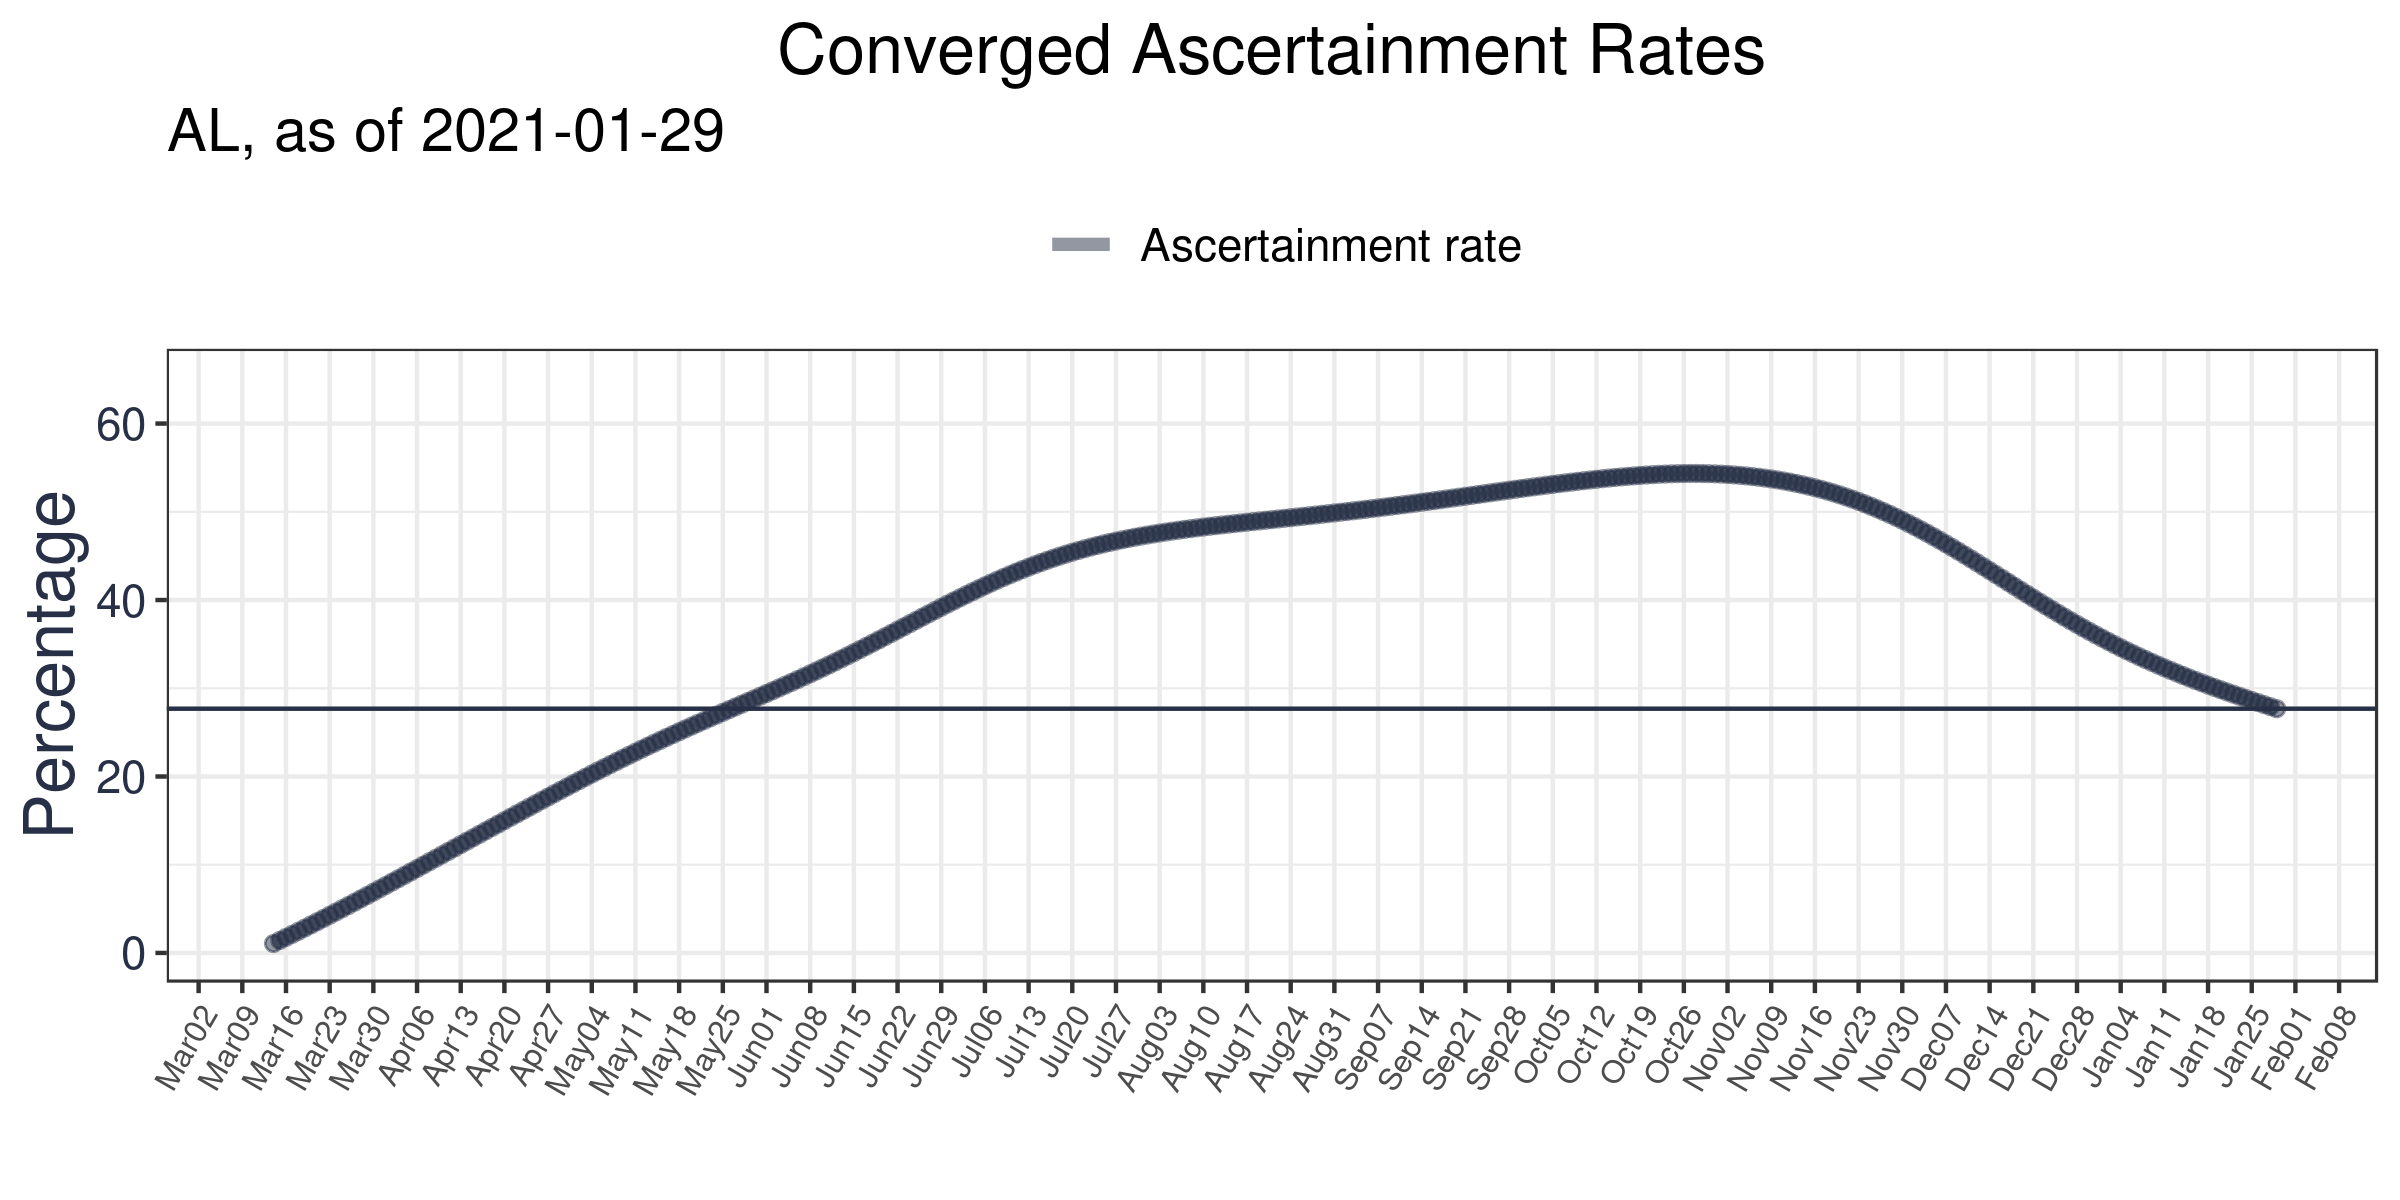 Converged Ascertainment Rates
AL, as of 2021-01-29
Ascertainment rate
Percentage
60
40
20
0
Mar02 Mar09 Mar16 Mar23 Mar30 Apr06 Apr13 Apr20 Apr27 May04 May11 May18 May25 Jun01 Jun08 Jun15 Jun22 Jun29 Jul06 Jul13 Jul20 Jul27 Aug03 Aug10 Aug17 Aug24 Aug31 Sep07 Sep14 Sep21 Sep28 Oct05 Oct12 Oct19 Oct26 Nov02 Nov09 Nov16 Nov23 Nov30 Dec07 Dec14 Dec21 Dec28 Jan04 Jan11 Jan18 Jan25 Feb01 Feb08